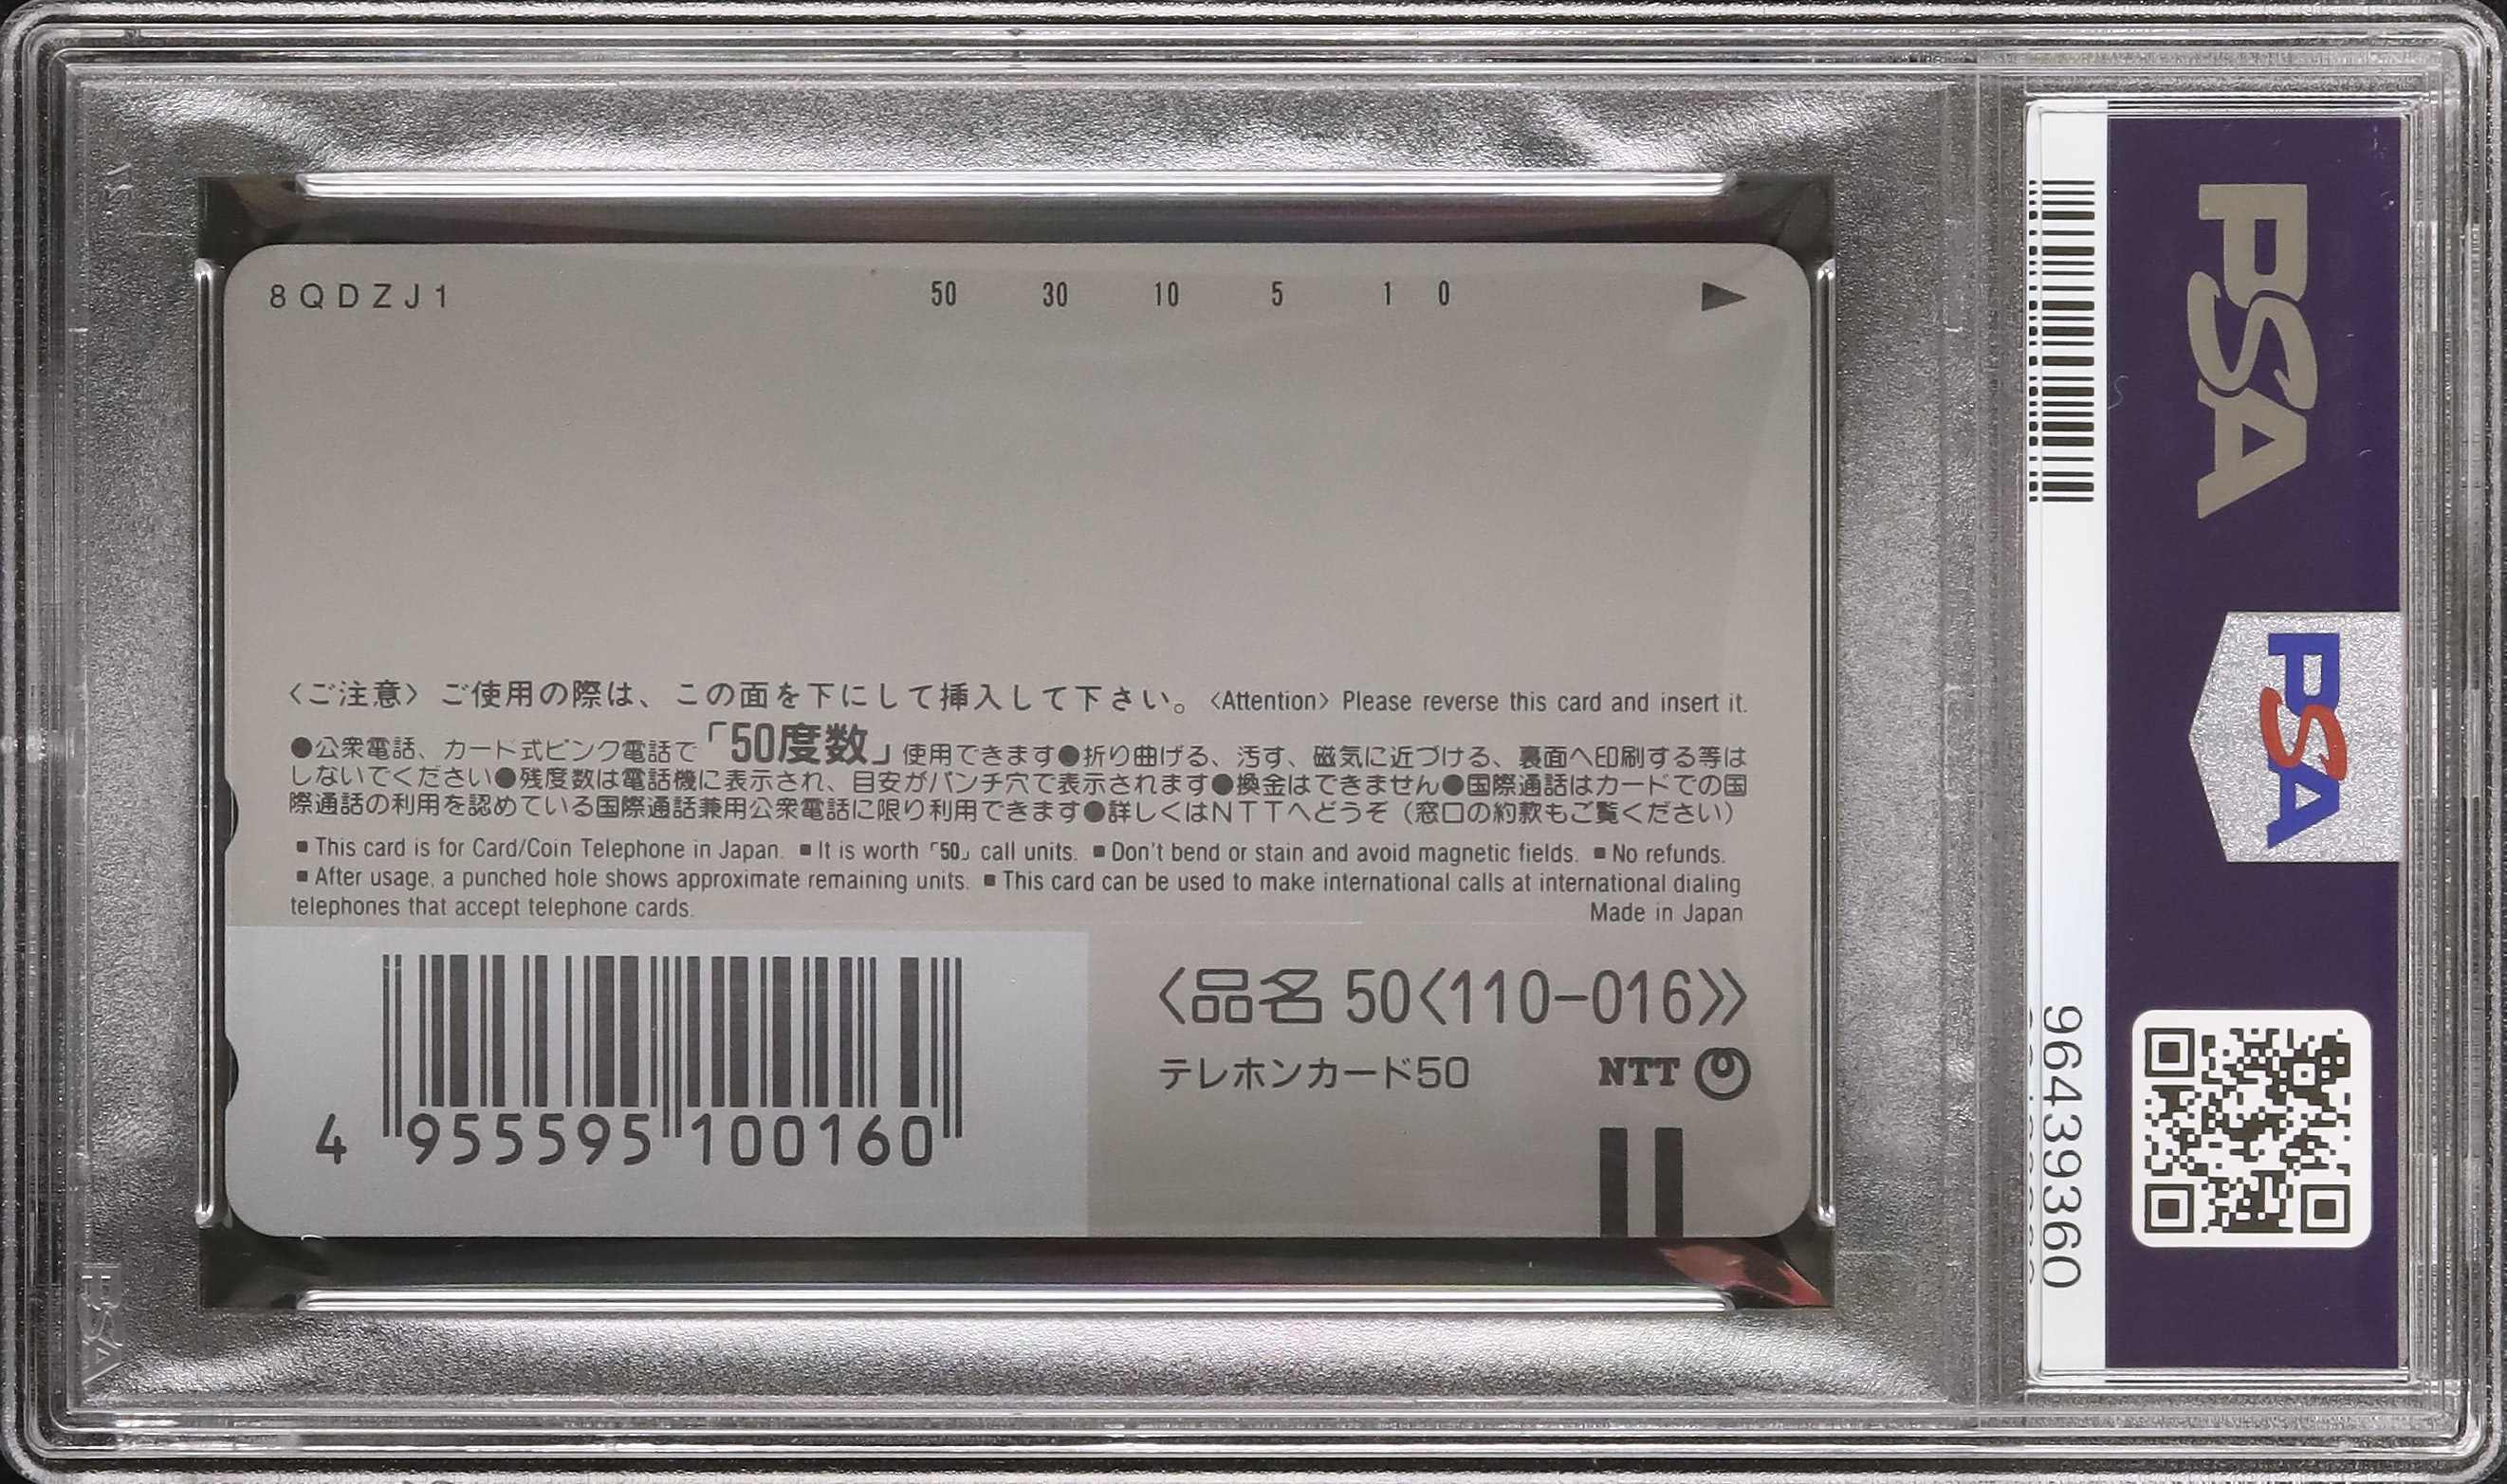 8QDZJ1 50 30 10 5 1 0
〈ご注意〉ご使用の際は、この面を下にして挿入して下さい。〈Attention〉Please reverse this card and insert it.
●公衆電話、カード式ピンク電話で「50度数」使用できます●折り曲げる、汚す、磁気に近づける、裏面へ印刷する等は
しないでください●残度数は電話機に表示され、目安がパンチ穴で表示されます●換金はできません●国際通話はカードでの国
際通話の利用を認めている国際通話兼用公衆電話に限り利用できます●詳しくはNTTへどうぞ（窓口の約款もご覧ください）
■This card is for Card/Coin Telephone in Japan. ■It is worth「50」call units. ■Don't bend or stain and avoid magnetic fields. ■No refunds.
■After usage, a punched hole shows approximate remaining units. ■This card can be used to make international calls at international dialing
telephones that accept telephone cards.
Made in Japan
〈品名 50〈110-016〉〉
テレホンカード50
NTT
4 955595 100160
PSA
PSA
96439360
PSA